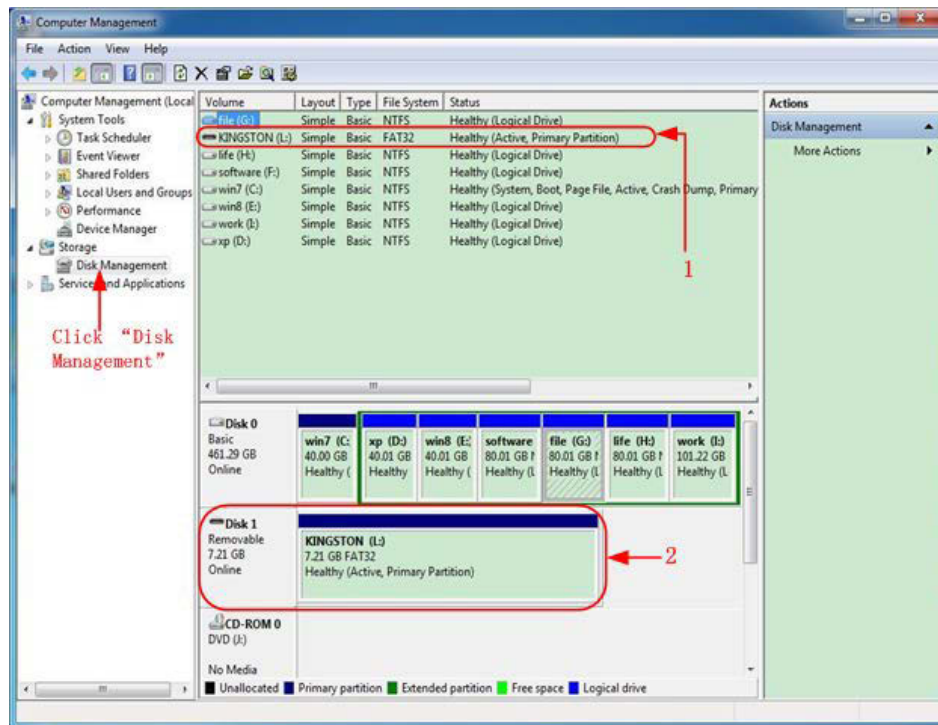 Computer Management
File Action View Help
Computer Management (Local
System Tools
Task Scheduler
Event Viewer
Shared Folders
Local Users and Groups
Performance
Device Manager
Storage
Disk Management
Services and Applications
Click “Disk
Management”
Volume Layout Type File System Status
file (G:) Simple Basic NTFS Healthy (Logical Drive)
KINGSTON (L:) Simple Basic FAT32 Healthy (Active, Primary Partition)
life (H:) Simple Basic NTFS Healthy (Logical Drive)
software (F:) Simple Basic NTFS Healthy (Logical Drive)
win7 (C:) Simple Basic NTFS Healthy (System, Boot, Page File, Active, Crash Dump, Primary
win8 (E:) Simple Basic NTFS Healthy (Logical Drive)
work (I:) Simple Basic NTFS Healthy (Logical Drive)
xp (D:) Simple Basic NTFS Healthy (Logical Drive)
1
Actions
Disk Management
More Actions
Disk 0
Basic
461.29 GB
Online
win7 (C:
40.00 GB
Healthy (
xp (D:)
40.01 GB
Healthy
win8 (E:
40.01 GB
Healthy (
software
80.01 GB
Healthy (L
file (G:)
80.01 GB
Healthy (L
life (H:)
80.01 GB
Healthy (L
work (I:)
101.22 GB
Healthy (L
Disk 1
Removable
7.21 GB
Online
KINGSTON (L:)
7.21 GB FAT32
Healthy (Active, Primary Partition)
2
CD-ROM 0
DVD (J:)
No Media
Unallocated Primary partition Extended partition Free space Logical drive